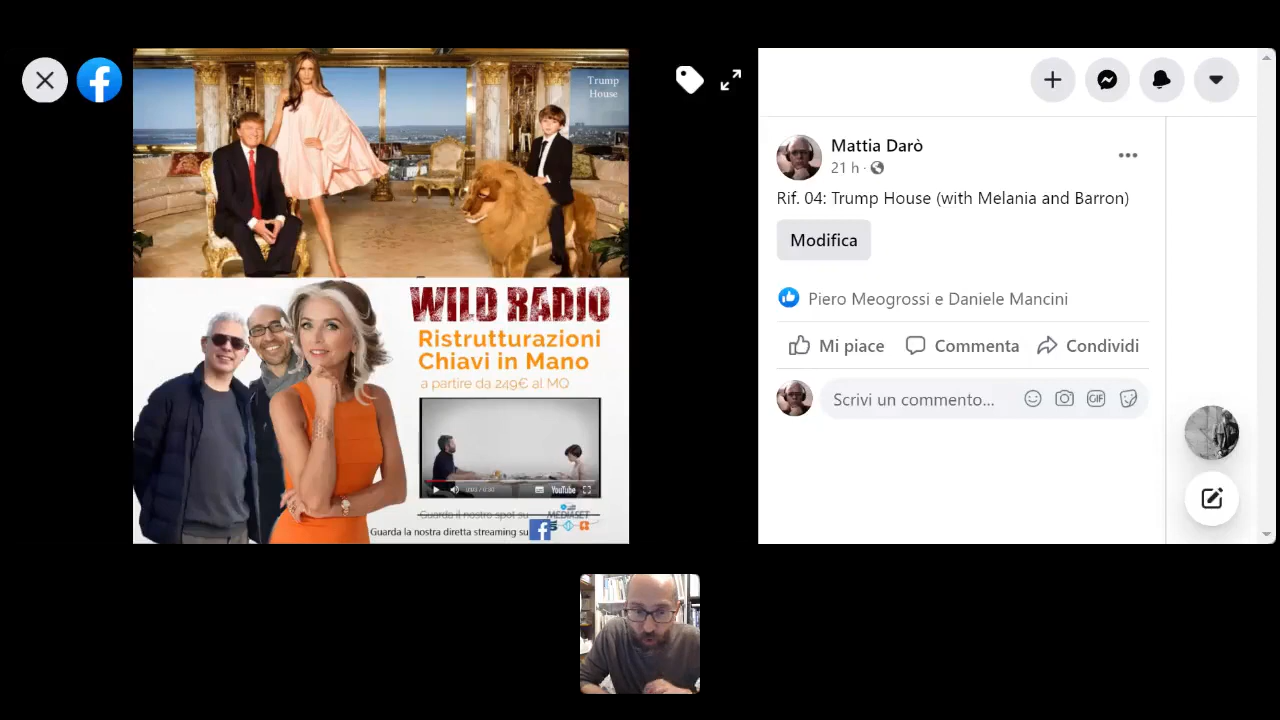 Trump
House
WILD RADIO
Ristrutturazioni
Chiavi in Mano
a partire da 249€ al MQ
YouTube
Guarda il nostro spot su
MEDIASET
Guarda la nostra diretta streaming su
Mattia Darò
21 h
Rif. 04: Trump House (with Melania and Barron)
Modifica
Piero Meogrossi e Daniele Mancini
Mi piace
Commenta
Condividi
Scrivi un commento...
GIF